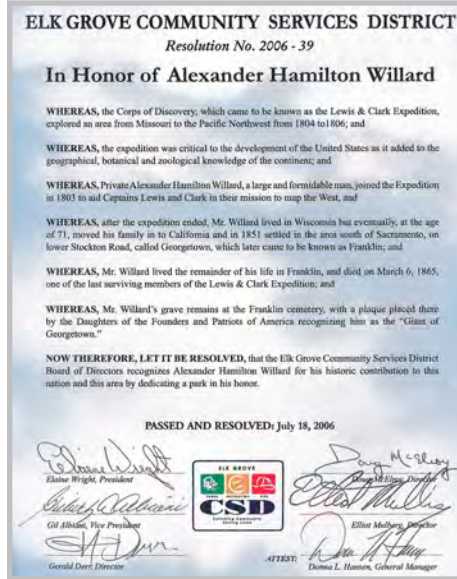 ELK GROVE COMMUNITY SERVICES DISTRICT
Resolution No. 2006 - 39
In Honor of Alexander Hamilton Willard
WHEREAS, the Corps of Discovery, which came to be known as the Lewis & Clark Expedition,
explored an area from Missouri to the Pacific Northwest from 1804 to1806; and
WHEREAS, the expedition was critical to the development of the United States as it added to the
geographical, botanical and zoological knowledge of the continent; and
WHEREAS, Private Alexander Hamilton Willard, a large and formidable man, joined the Expedition
in 1803 to aid Captains Lewis and Clark in their mission to map the West, and
WHEREAS, after the expedition ended, Mr. Willard lived in Wisconsin but eventually, at the age
of 71, moved his family in to California and in 1851 settled in the area south of Sacramento, on
lower Stockton Road, called Georgetown, which later came to be known as Franklin; and
WHEREAS, Mr. Willard lived the remainder of his life in Franklin, and died on March 6, 1865,
one of the last surviving members of the Lewis & Clark Expedition; and
WHEREAS, Mr. Willard's grave remains at the Franklin cemetery, with a plaque placed there
by the Daughters of the Founders and Patriots of America recognizing him as the "Giant of
Georgetown."
NOW THEREFORE, LET IT BE RESOLVED, that the Elk Grove Community Services District
Board of Directors recognizes Alexander Hamilton Willard for his historic contribution to this
nation and this area by dedicating a park in his honor.
PASSED AND RESOLVED: July 18, 2006
Elaine Wright
Elaine Wright, President
Doug McElroy
Doug McElroy, Director
ELK GROVE
CSD
Gil Albiani, Vice President
Elliot Mulberg
Elliot Mulberg, Director
Gerald Derr, Director
ATTEST:
Donna L. Hansen, General Manager